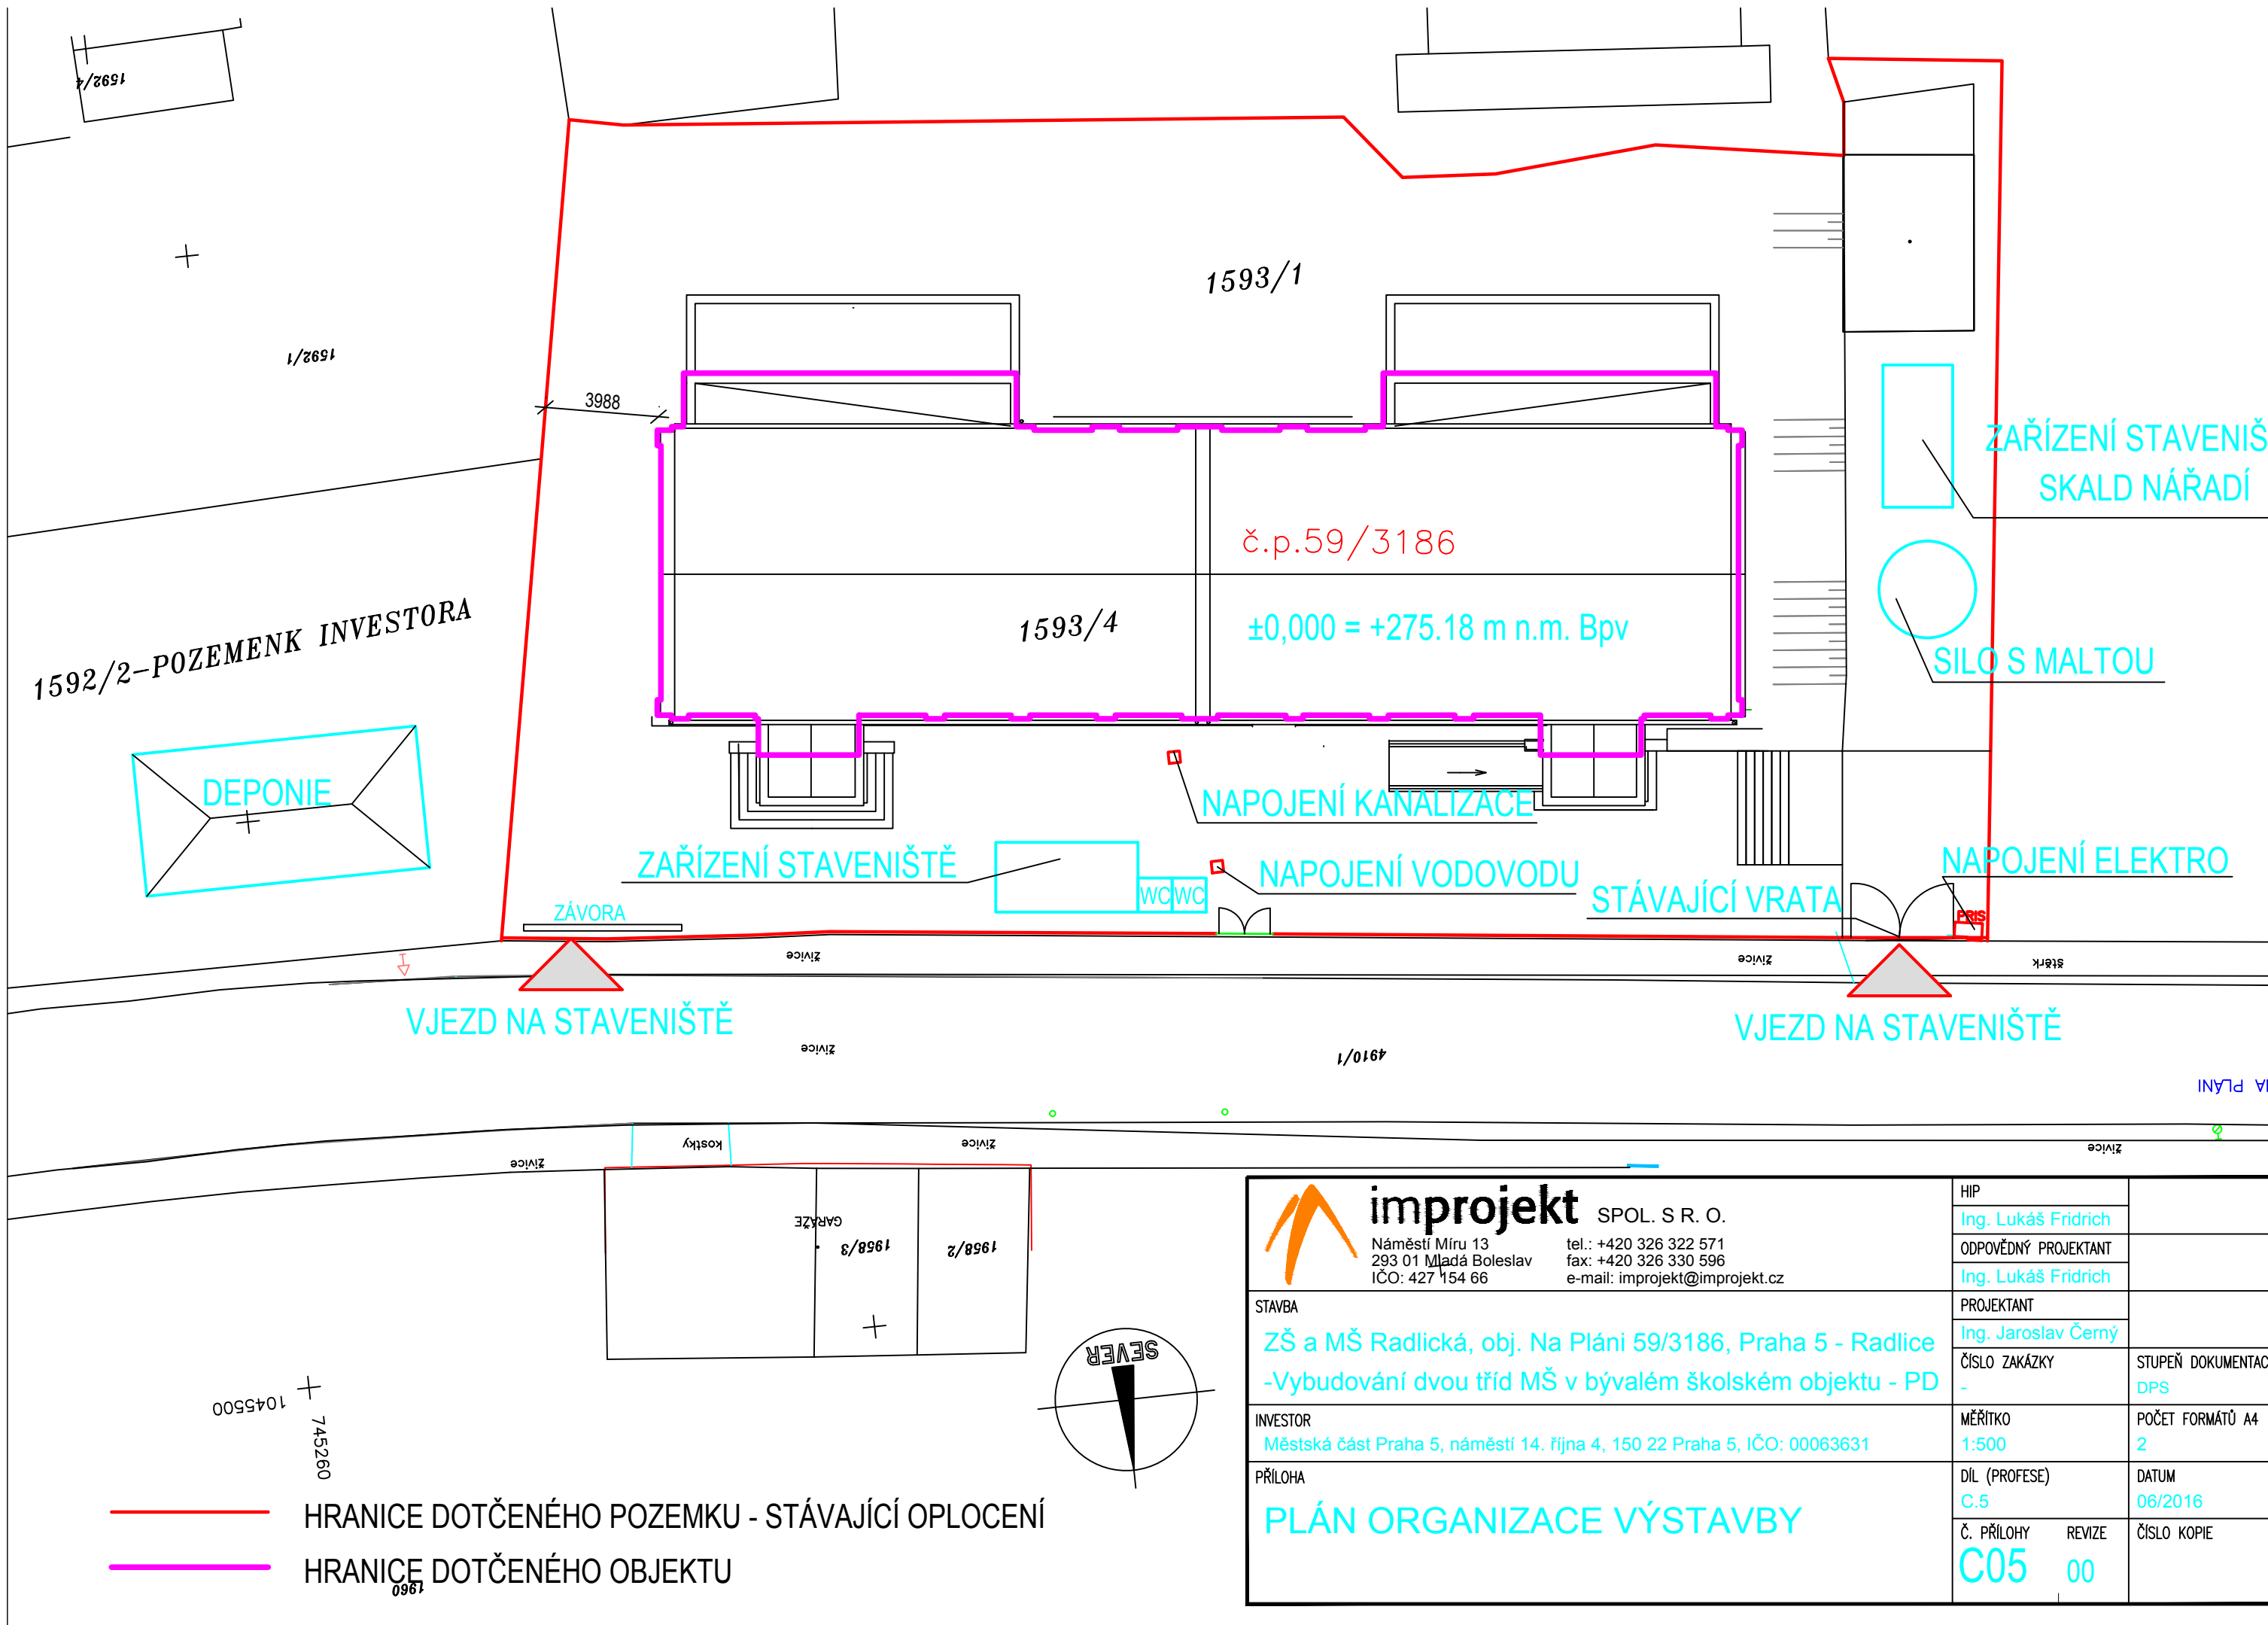 1592/4
1592/1
1593/1
3988
ZAŘÍZENÍ STAVENIŠ
SKALD NÁŘADÍ
č.p.59/3186
1593/4
±0,000 = +275.18 m n.m. Bpv
1592/2-POZEMENK INVESTORA
SILO S MALTOU
DEPONIE
NAPOJENÍ KANALIZACE
ZAŘÍZENÍ STAVENIŠTĚ
WC WC
NAPOJENÍ VODOVODU
NAPOJENÍ ELEKTRO
STÁVAJÍCÍ VRATA
PRIS
ZÁVORA
živice
živice
štěrk
VJEZD NA STAVENIŠTĚ
VJEZD NA STAVENIŠTĚ
živice
4910/1
NA PLÁNI
kostky
živice
živice
živice
GARÁŽE
1958/3
1958/2
SEVER
1045500
745260
HRANICE DOTČENÉHO POZEMKU - STÁVAJÍCÍ OPLOCENÍ
HRANICE DOTČENÉHO OBJEKTU
1960
improjekt SPOL. S R. O.
Náměstí Míru 13
293 01 Mladá Boleslav
IČO: 427 154 66
tel.: +420 326 322 571
fax: +420 326 330 596
e-mail: improjekt@improjekt.cz
HIP
Ing. Lukáš Fridrich
ODPOVĚDNÝ PROJEKTANT
Ing. Lukáš Fridrich
PROJEKTANT
Ing. Jaroslav Černý
STAVBA
ZŠ a MŠ Radlická, obj. Na Pláni 59/3186, Praha 5 - Radlice
-Vybudování dvou tříd MŠ v bývalém školském objektu - PD
ČÍSLO ZAKÁZKY
-
STUPEŇ DOKUMENTAC
DPS
INVESTOR
Městská část Praha 5, náměstí 14. října 4, 150 22 Praha 5, IČO: 00063631
MĚŘÍTKO
1:500
POČET FORMÁTŮ A4
2
PŘÍLOHA
PLÁN ORGANIZACE VÝSTAVBY
DÍL (PROFESE)
C.5
DATUM
06/2016
Č. PŘÍLOHY
C05
REVIZE
00
ČÍSLO KOPIE